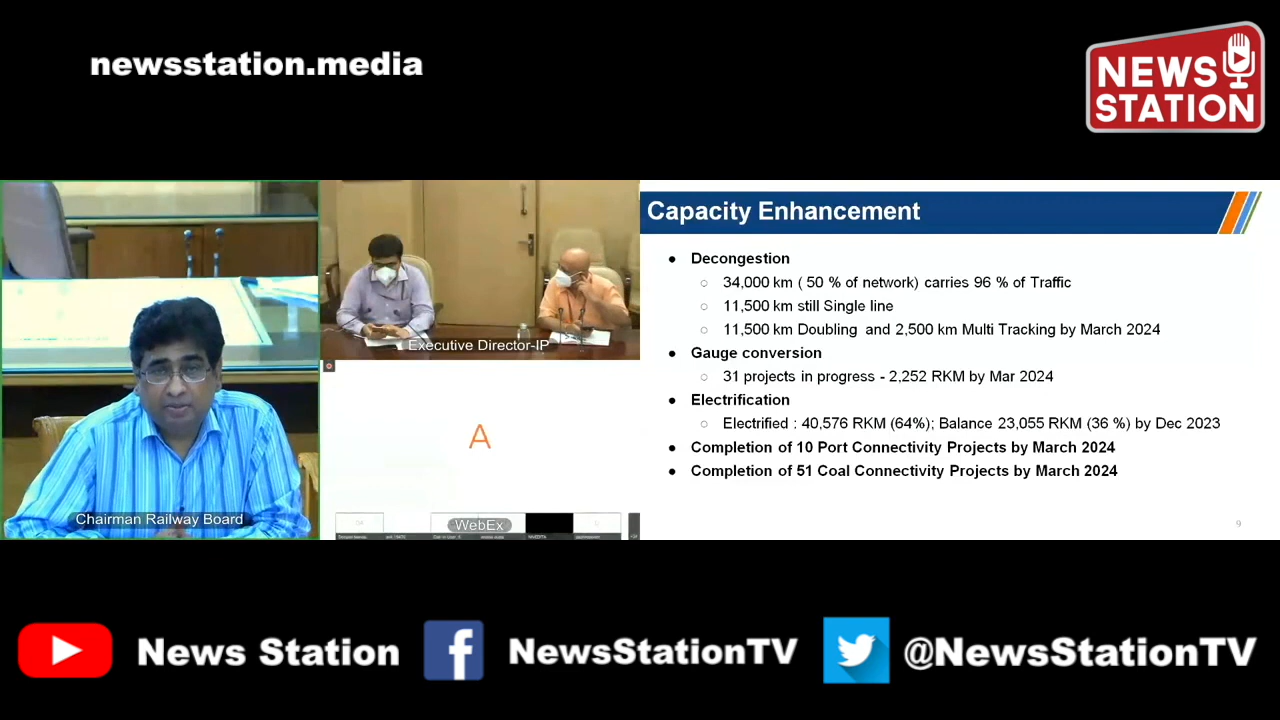 newsstation.media
NEWS
STATION
Capacity Enhancement
● Decongestion
○ 34,000 km ( 50 % of network) carries 96 % of Traffic
○ 11,500 km still Single line
○ 11,500 km Doubling and 2,500 km Multi Tracking by March 2024
● Gauge conversion
○ 31 projects in progress - 2,252 RKM by Mar 2024
● Electrification
○ Electrified : 40,576 RKM (64%); Balance 23,055 RKM (36 %) by Dec 2023
● Completion of 10 Port Connectivity Projects by March 2024
● Completion of 51 Coal Connectivity Projects by March 2024
9
Executive Director-IP
A
Chairman Railway Board
WebEx
News Station
NewsStationTV
@NewsStationTV